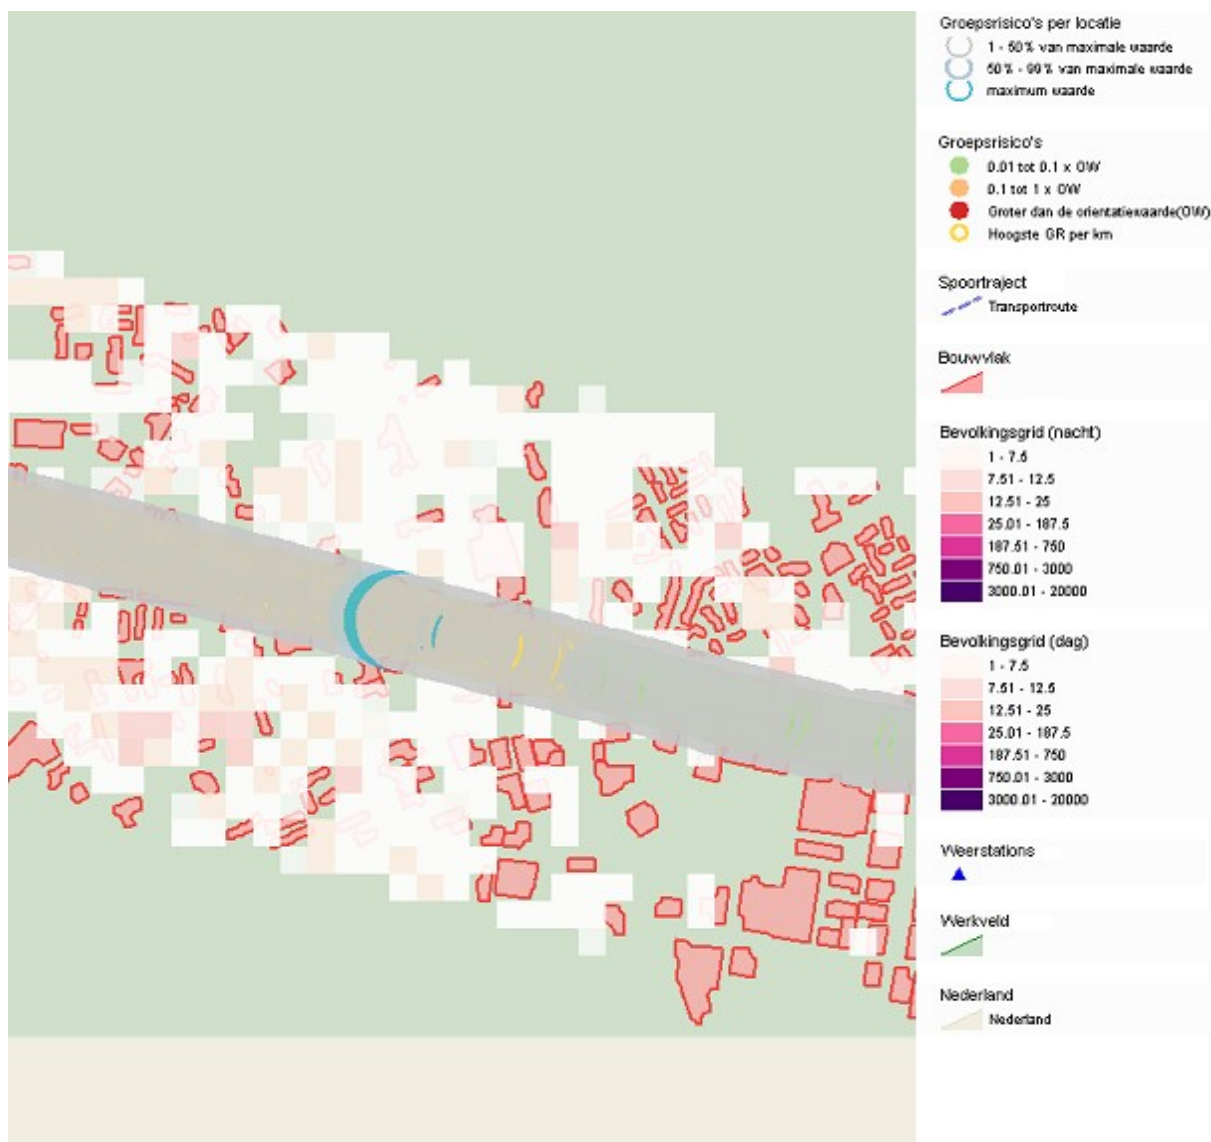 Groepsrisico's per locatie
1 - 50% van maximale waarde
50% - 99% van maximale waarde
maximum waarde
Groepsrisico's
0.01 tot 0.1 x OW
0.1 tot 1 x OW
Groter dan de orientatiewaarde(OW)
Hoogste GR per km
Spoortraject
Transportroute
Bouwvlak
Bevolkingsgrid (nacht)
1 - 7.5
7.51 - 12.5
12.51 - 25
25.01 - 187.5
187.51 - 750
750.01 - 3000
3000.01 - 20000
Bevolkingsgrid (dag)
1 - 7.5
7.51 - 12.5
12.51 - 25
25.01 - 187.5
187.51 - 750
750.01 - 3000
3000.01 - 20000
Weerstations
Werkveld
Nederland
Nederland